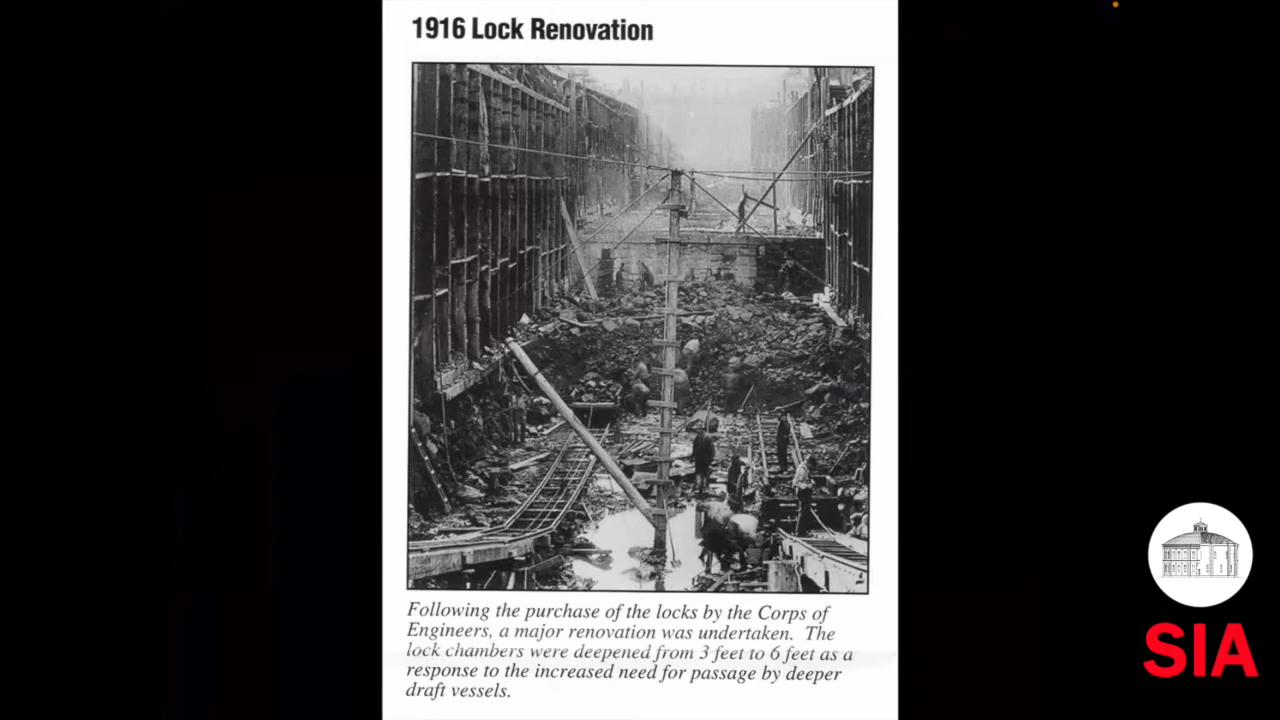 1916 Lock Renovation
Following the purchase of the locks by the Corps of
Engineers, a major renovation was undertaken. The
lock chambers were deepened from 3 feet to 6 feet as a
response to the increased need for passage by deeper
draft vessels.
SIA